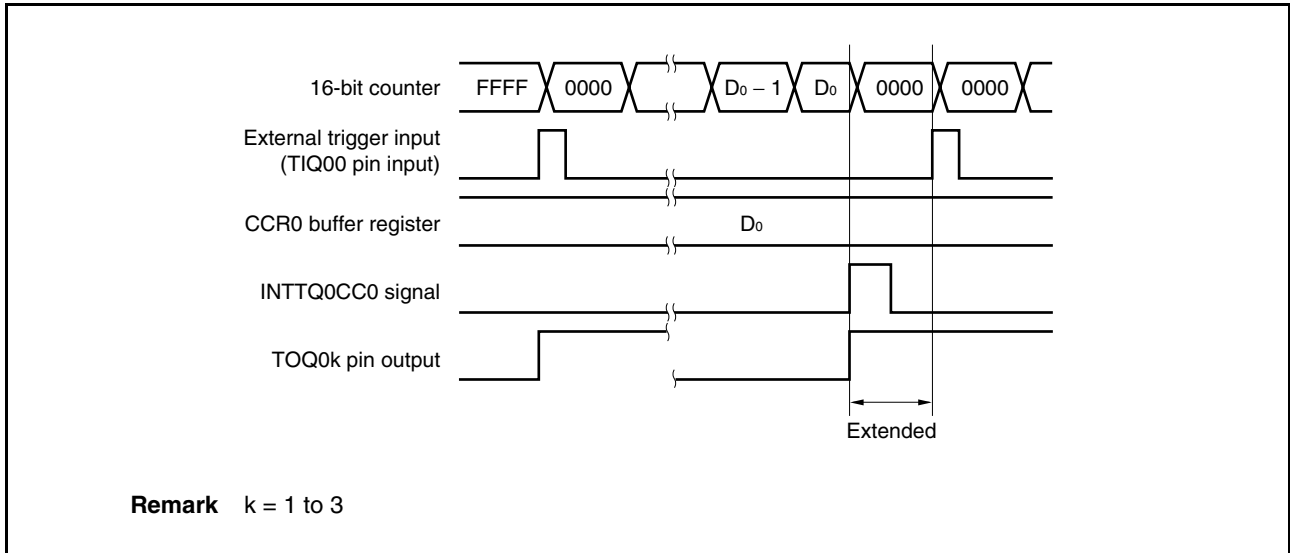 16-bit counter FFFF 0000 D₀ – 1 D₀ 0000 0000
External trigger input
(TIQ00 pin input)
CCR0 buffer register D₀
INTTQ0CC0 signal
TOQ0k pin output
Extended
Remark k = 1 to 3